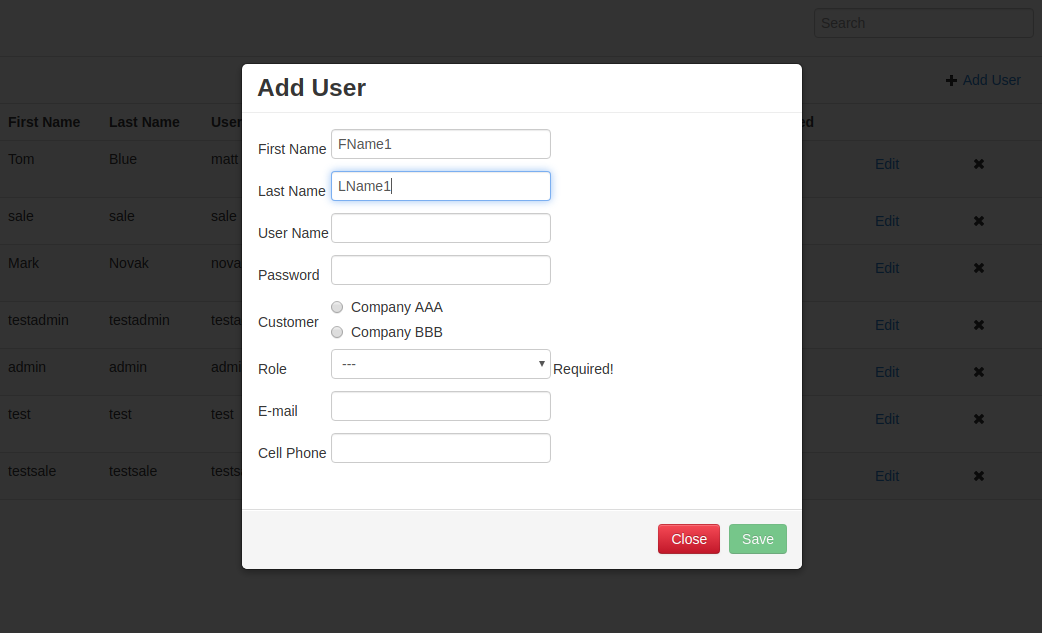 Search
Add User
First Name Last Name User ed
Tom Blue matt Edit
sale sale sale Edit
Mark Novak nova Edit
testadmin testadmin testa Edit
admin admin admi Edit
test test test Edit
testsale testsale tests Edit
Add User
First Name FName1
Last Name LName1
User Name
Password
Customer
Company AAA
Company BBB
Role --- Required!
E-mail
Cell Phone
Close Save